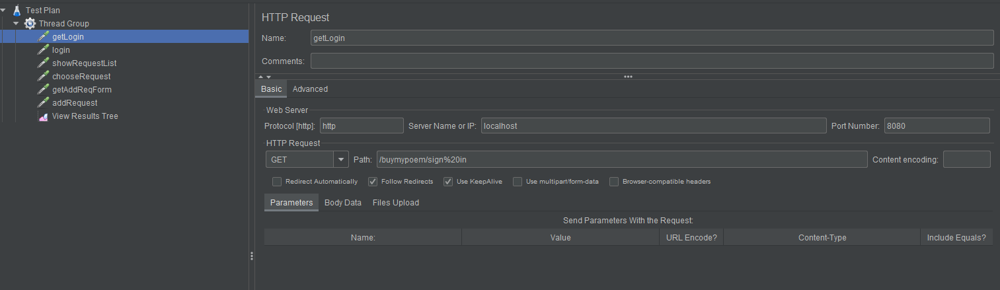 Test Plan
Thread Group
getLogin
login
showRequestList
chooseRequest
getAddReqForm
addRequest
View Results Tree
HTTP Request
Name: getLogin
Comments:
Basic Advanced
Web Server
Protocol [http]: http Server Name or IP: localhost Port Number: 8080
HTTP Request
GET Path: /buymypoem/sign%20in Content encoding:
Redirect Automatically Follow Redirects Use KeepAlive Use multipart/form-data Browser-compatible headers
Parameters Body Data Files Upload
Send Parameters With the Request:
Name: Value URL Encode? Content-Type Include Equals?